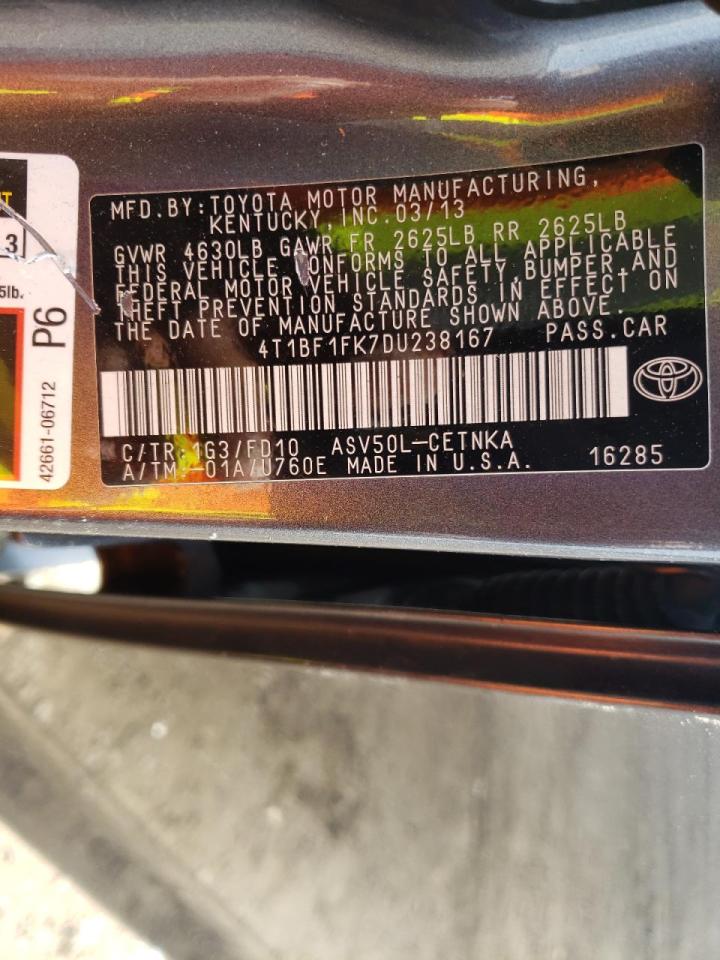 MFD.BY:TOYOTA MOTOR MANUFACTURING,
KENTUCKY,INC.03/13
GVWR 4630LB GAWR FR 2625LB RR 2625LB
THIS VEHICLE CONFORMS TO ALL APPLICABLE
FEDERAL MOTOR VEHICLE SAFETY,BUMPER,AND
THEFT PREVENTION STANDARDS IN EFFECT ON
THE DATE OF MANUFACTURE SHOWN ABOVE.
4T1BF1FK7DU238167 PASS.CAR
C/TR:1G3/FD10 ASV50L-CETNKA
A/TM:-01A/U760E MADE IN U.S.A. 16285
3
5lb.
P6
42661-06712